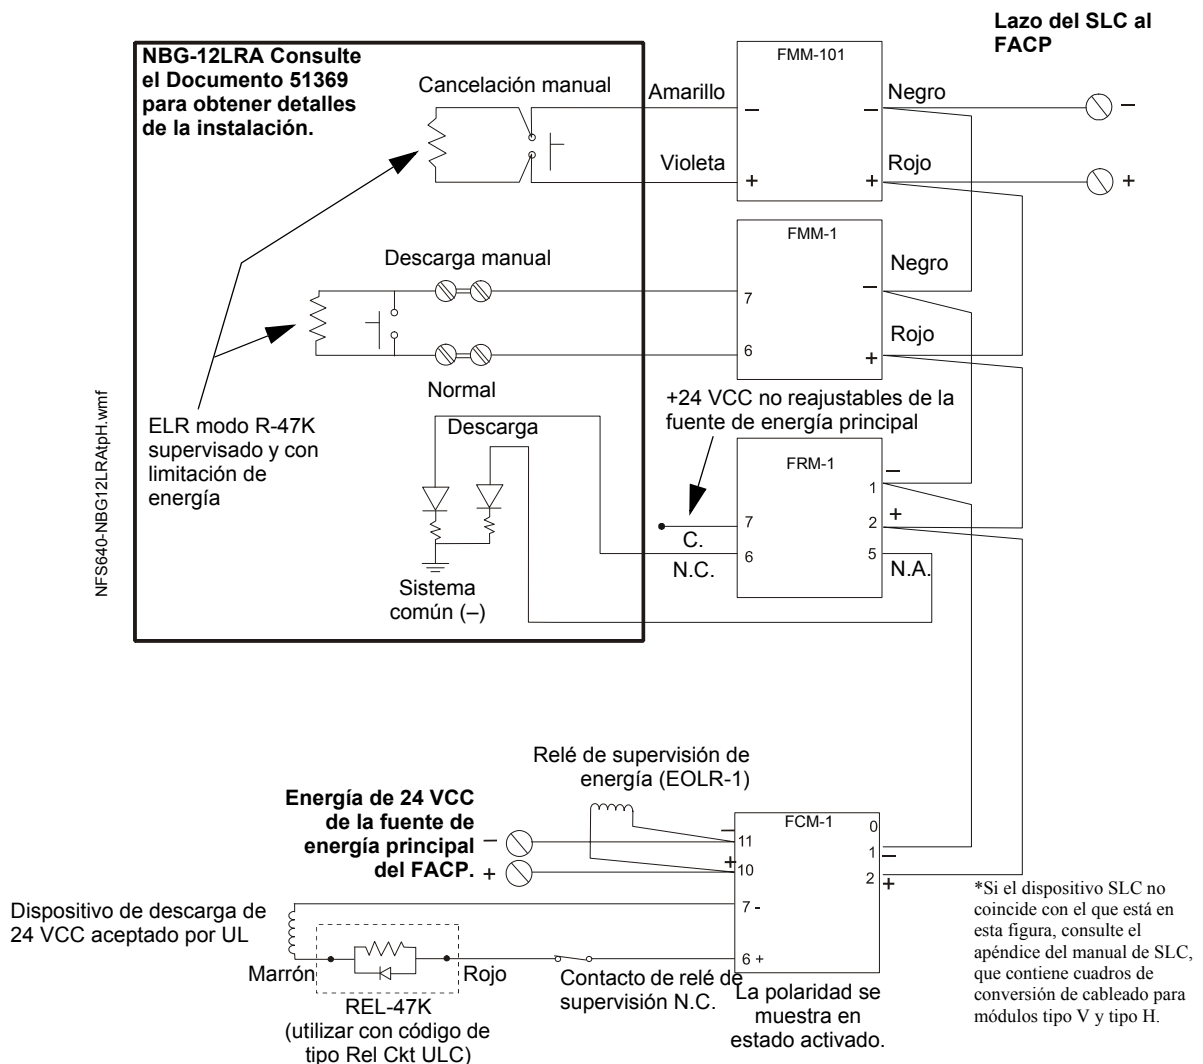 Lazo del SLC al
FACP
NBG-12LRA Consulte
el Documento 51369
para obtener detalles
de la instalación.
Cancelación manual
Amarillo
Violeta
FMM-101
−
+
−
+
Negro
Rojo
−
+
Descarga manual
Normal
FMM-1
7
6
−
+
Negro
Rojo
ELR modo R-47K
supervisado y con
limitación de
energía
Descarga
Sistema
común (–)
+24 VCC no reajustables de la
fuente de energía principal
FRM-1
7
C.
6
N.C.
−
1
+
2
5
N.A.
NFS640-NBG12LRAtpH.wmf
Relé de supervisión de
energía (EOLR-1)
Energía de 24 VCC
de la fuente de
energía principal
del FACP.
−
+
FCM-1
−
11
+
10
7 -
6 +
0
1
−
2
+
Dispositivo de descarga de
24 VCC aceptado por UL
Marrón
Rojo
REL-47K
(utilizar con código de
tipo Rel Ckt ULC)
Contacto de relé de
supervisión N.C.
La polaridad se
muestra en
estado activado.
*Si el dispositivo SLC no
coincide con el que está en
esta figura, consulte el
apéndice del manual de SLC,
que contiene cuadros de
conversión de cableado para
módulos tipo V y tipo H.